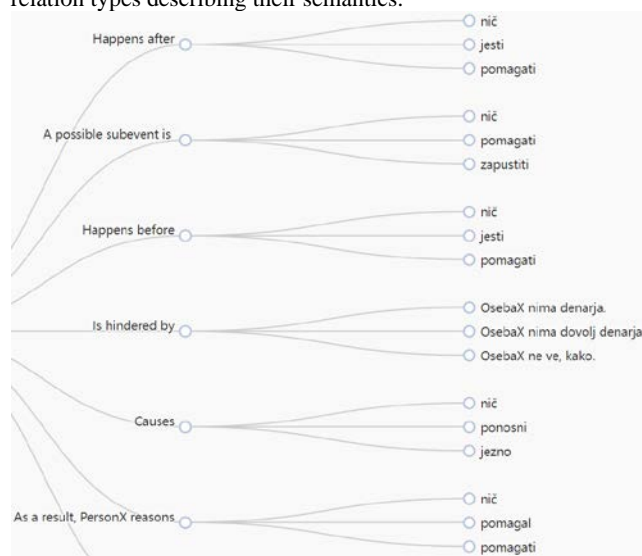 relation types describing their semantics.
Happens after
nič
jesti
pomagati
A possible subevent is
nič
pomagati
zapustiti
Happens before
nič
jesti
pomagati
Is hindered by
OsebaX nima denarja.
OsebaX nima dovolj denarja
OsebaX ne ve, kako.
Causes
nič
ponosni
jezno
As a result, PersonX reasons
nič
pomagal
pomagati